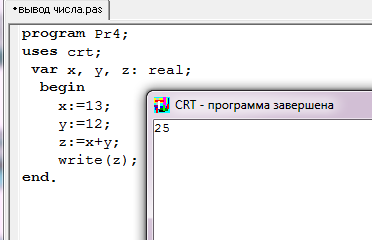 •вывод числа.pas
program Pr4;
uses crt;
var x, y, z: real;
begin
x:=13;
y:=12;
z:=x+y;
write(z);
end.
CRT - программа завершена
25